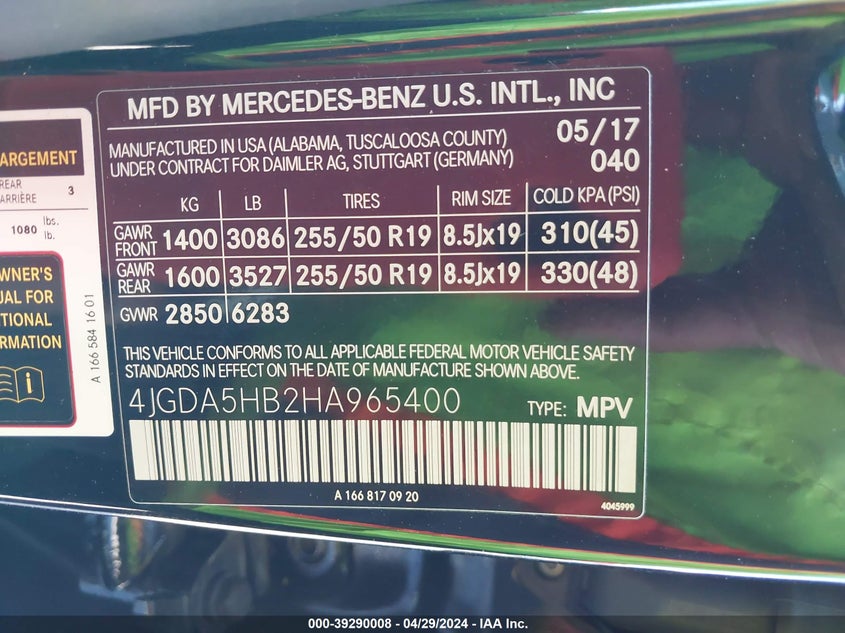 MFD BY MERCEDES-BENZ U.S. INTL., INC
MANUFACTURED IN USA (ALABAMA, TUSCALOOSA COUNTY) 05/17
UNDER CONTRACT FOR DAIMLER AG, STUTTGART (GERMANY) 040
KG LB TIRES RIM SIZE COLD KPA (PSI)
GAWR FRONT 1400 3086 255/50 R19 8.5Jx19 310(45)
GAWR REAR 1600 3527 255/50 R19 8.5Jx19 330(48)
GVWR 2850 6283
THIS VEHICLE CONFORMS TO ALL APPLICABLE FEDERAL MOTOR VEHICLE SAFETY
STANDARDS IN EFFECT ON THE DATE OF MANUFACTURE SHOWN ABOVE.
4JGDA5HB2HA965400 TYPE: MPV
A 166 817 09 20
4045999
ARGEMENT
REAR
ARRIÈRE 3
1080 lbs.
lb.
WNER'S
UAL FOR
TIONAL
RMATION
A 166 584 16 01
000-39290008 - 04/29/2024 - IAA Inc.